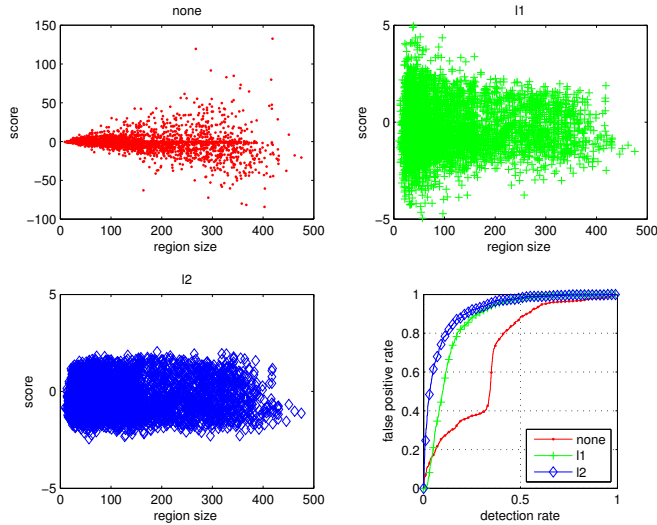 none
150
100
50
0
−50
−100
score
0 100 200 300 400 500
region size
l1
5
0
−5
score
0 100 200 300 400 500
region size
l2
5
0
−5
score
0 100 200 300 400 500
region size
1
0.8
0.6
0.4
0.2
0
false positive rate
0 0.5 1
detection rate
none
l1
l2